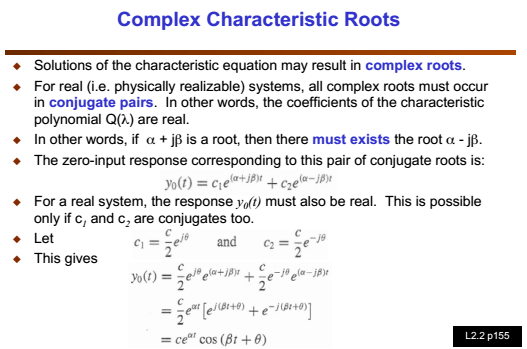 Complex Characteristic Roots
◆ Solutions of the characteristic equation may result in complex roots.
◆ For real (i.e. physically realizable) systems, all complex roots must occur
in conjugate pairs. In other words, the coefficients of the characteristic
polynomial Q(λ) are real.
◆ In other words, if α + jβ is a root, then there must exists the root α - jβ.
◆ The zero-input response corresponding to this pair of conjugate roots is:
y₀(t) = c₁e^{(α+jβ)t} + c₂e^{(α−jβ)t}
◆ For a real system, the response y₀(t) must also be real. This is possible
only if c₁ and c₂ are conjugates too.
◆ Let
c₁ = c/2 e^{jθ} and c₂ = c/2 e^{−jθ}
◆ This gives
y₀(t) = c/2 e^{jθ} e^{(α+jβ)t} + c/2 e^{−jθ} e^{(α−jβ)t}
= c/2 e^{αt} [e^{j(βt+θ)} + e^{−j(βt+θ)}]
= ce^{αt} cos (βt + θ)
L2.2 p155